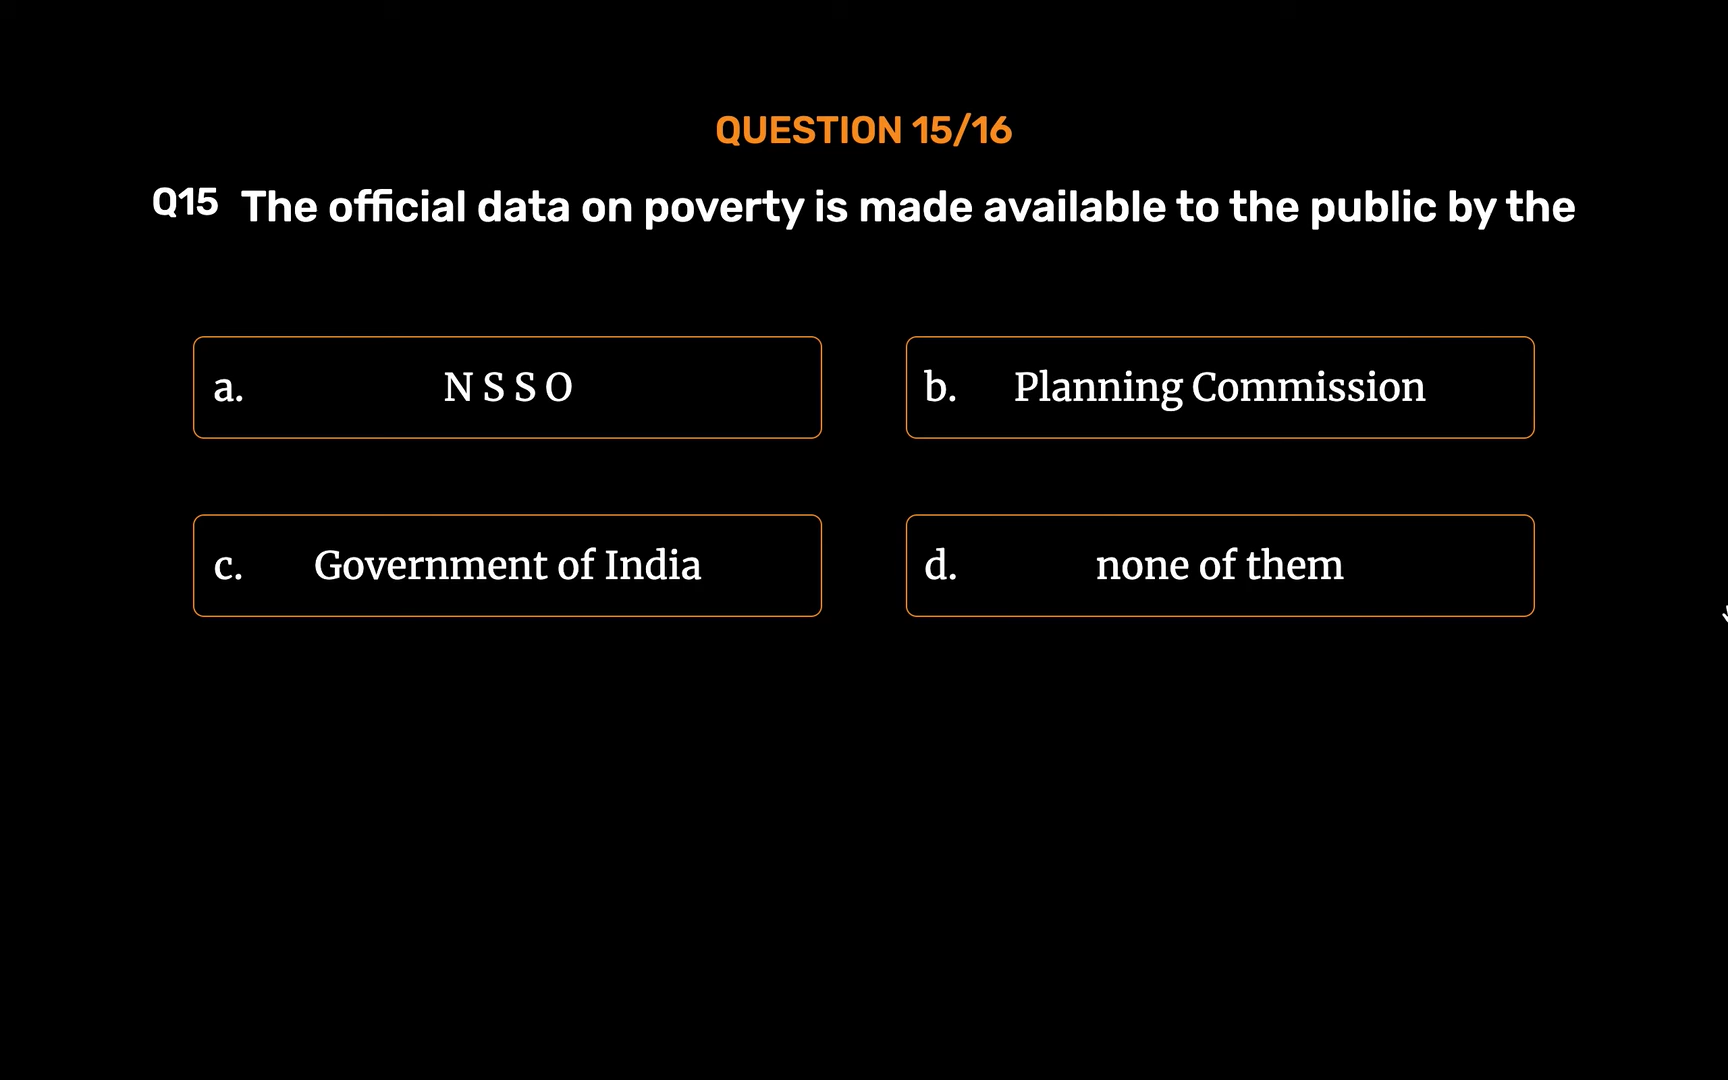 QUESTION 15/16
Q15 The official data on poverty is made available to the public by the
a. N S S O
b. Planning Commission
c. Government of India
d. none of them